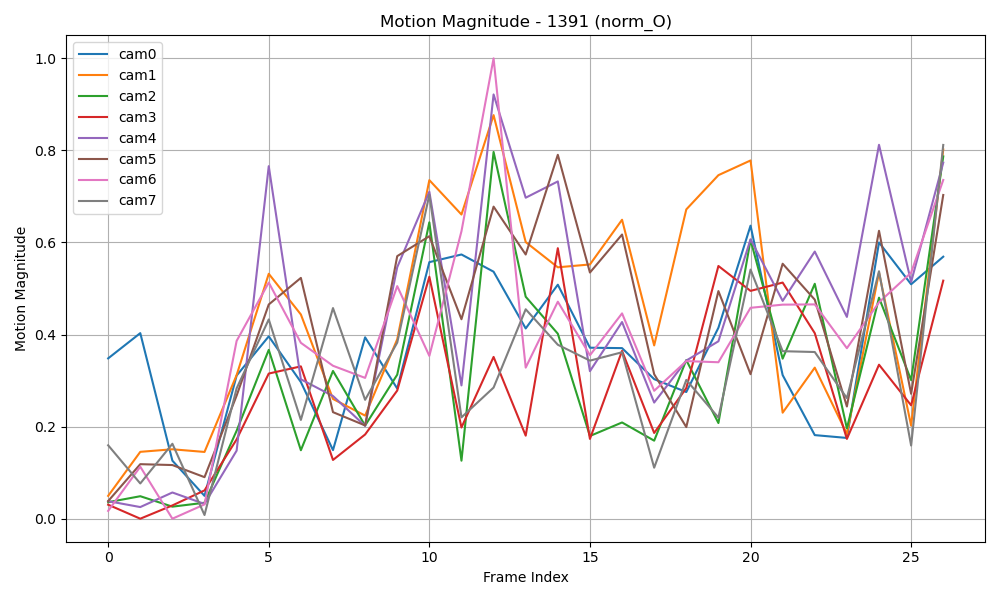 Motion Magnitude - 1391 (norm_O)
cam0
cam1
cam2
cam3
cam4
cam5
cam6
cam7
Motion Magnitude
1.0
0.8
0.6
0.4
0.2
0.0
0 5 10 15 20 25
Frame Index